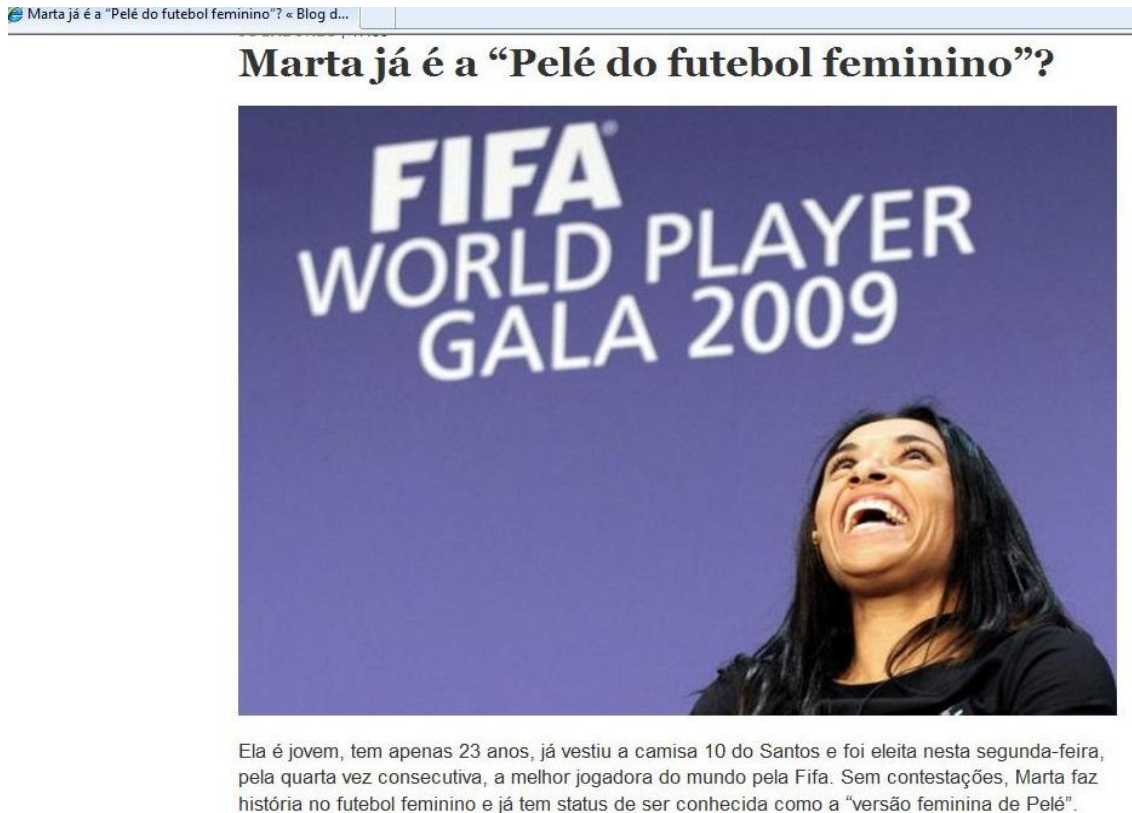 Marta já é a "Pelé do futebol feminino"? « Blog d...
Marta já é a “Pelé do futebol feminino”?
FIFA®
WORLD PLAYER
GALA 2009
Ela é jovem, tem apenas 23 anos, já vestiu a camisa 10 do Santos e foi eleita nesta segunda-feira,
pela quarta vez consecutiva, a melhor jogadora do mundo pela Fifa. Sem contestações, Marta faz
história no futebol feminino e já tem status de ser conhecida como a “versão feminina de Pelé”.